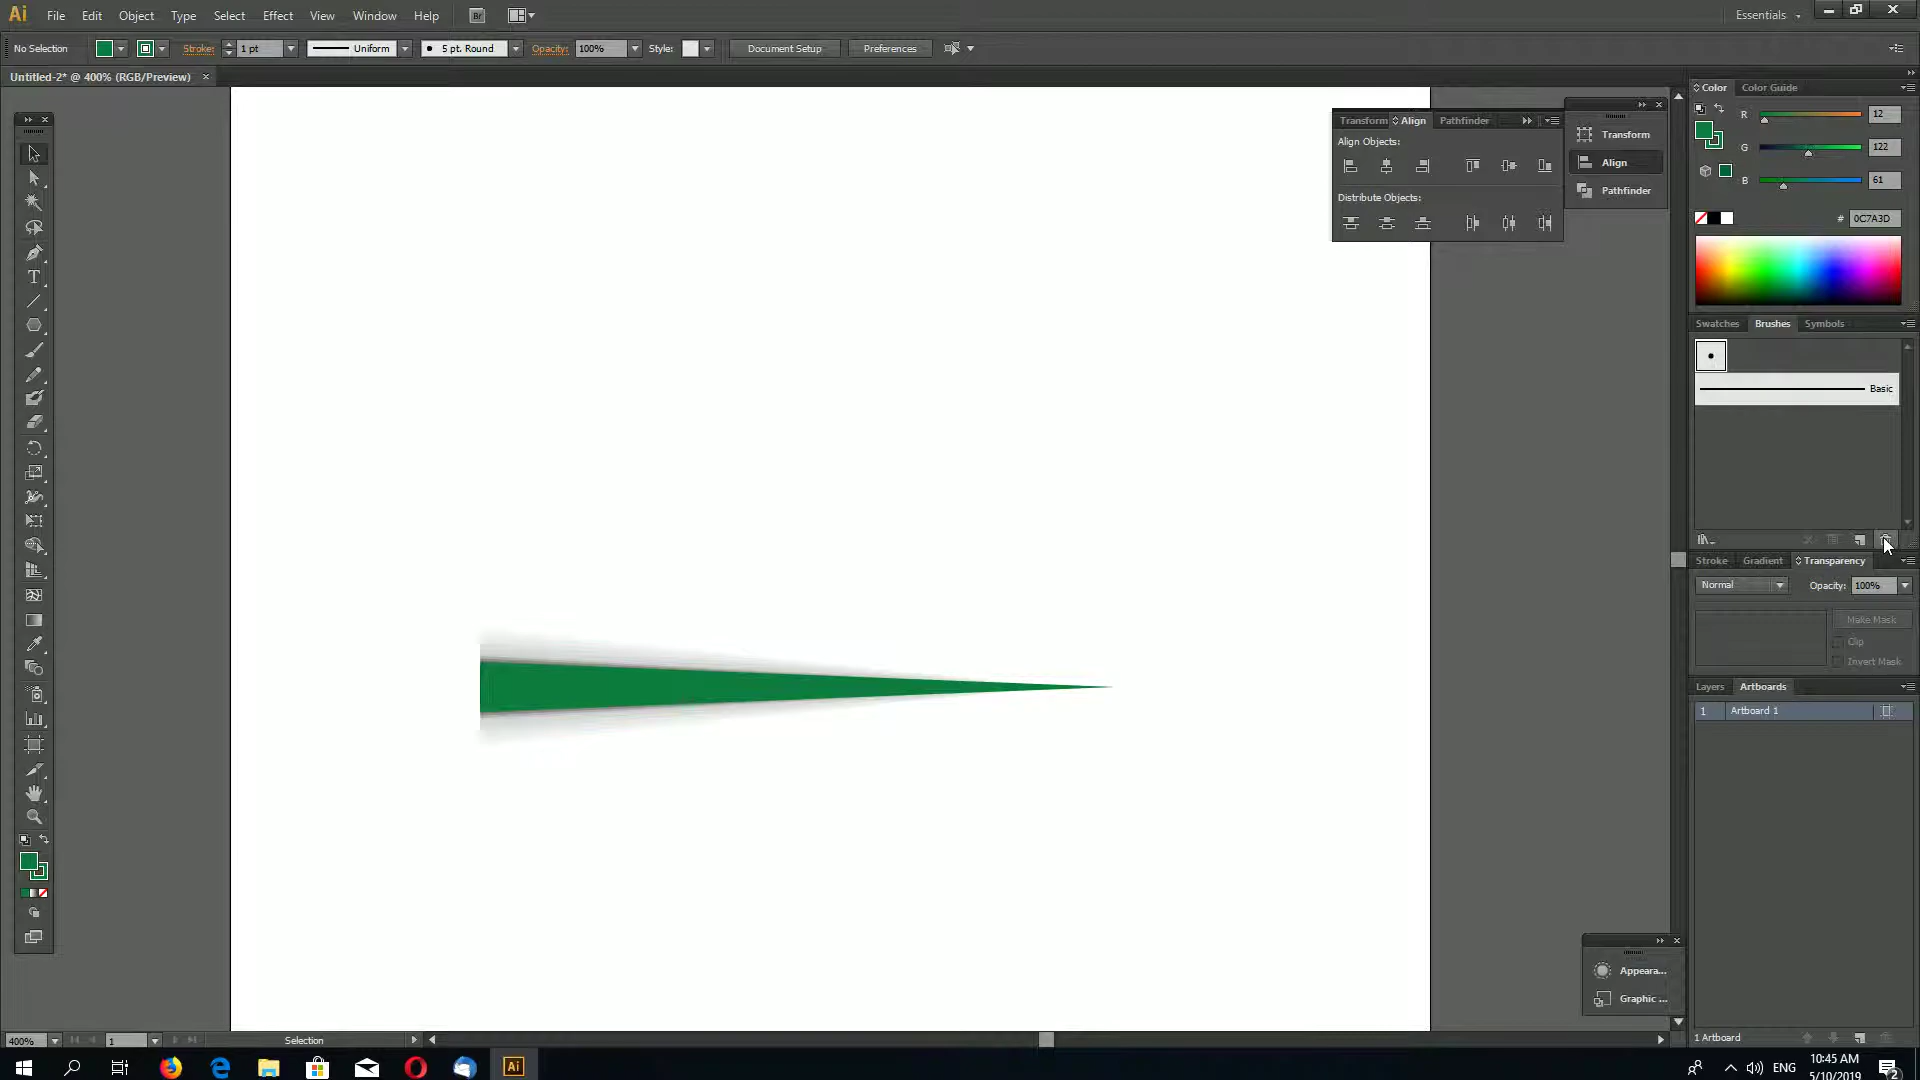 Ai File Edit Object Type Select Effect View Window Help Br Essentials
No Selection Stroke: 1 pt Uniform 5 pt. Round Opacity: 100% Style: Document Setup Preferences
Untitled-2* @ 400% (RGB/Preview)
Transform Align Pathfinder
Align Objects:
Distribute Objects:
Transform
Align
Pathfinder
Color Color Guide
R 12
G 122
B 61
# 0C7A3D
Swatches Brushes Symbols
Basic
Stroke Gradient Transparency
Normal Opacity: 100%
Make Mask
Clip
Invert Mask
Layers Artboards
1 Artboard 1
Appeara...
Graphic ...
1 Artboard
400% 1 Selection
Ai ENG 10:45 AM
5/10/2019
2